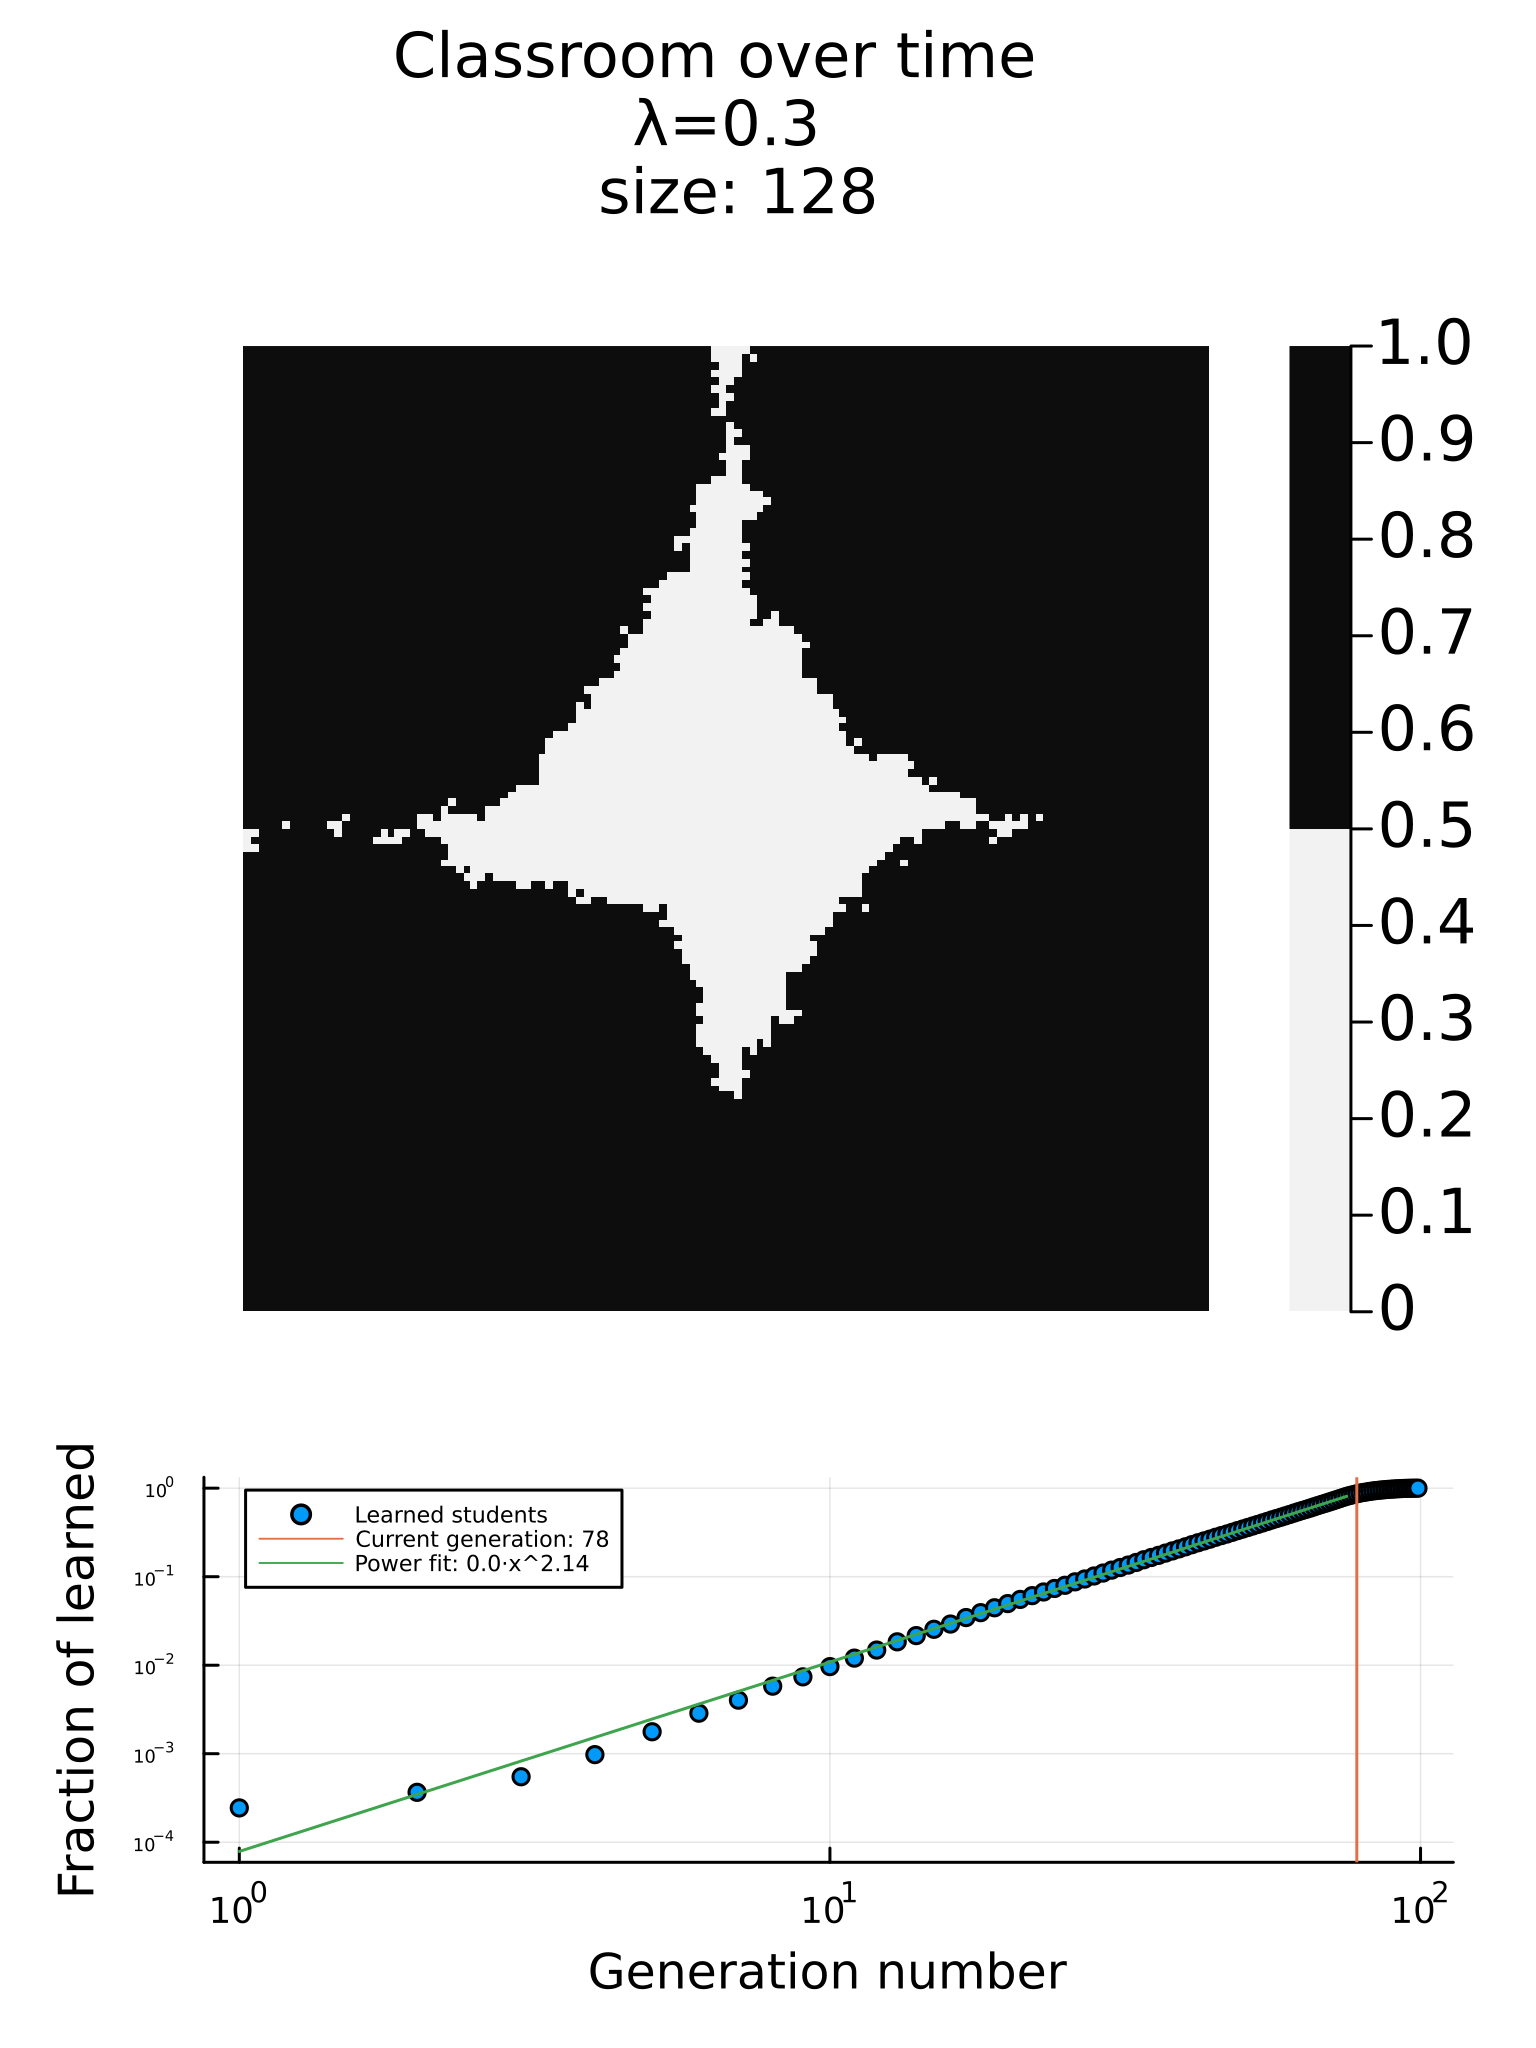 Classroom over time
λ=0.3
size: 128
1.0
0.9
0.8
0.7
0.6
0.5
0.4
0.3
0.2
0.1
0
Fraction of learned
10^0
10^-1
10^-2
10^-3
10^-4
Learned students
Current generation: 78
Power fit: 0.0·x^2.14
10^0
10^1
10^2
Generation number